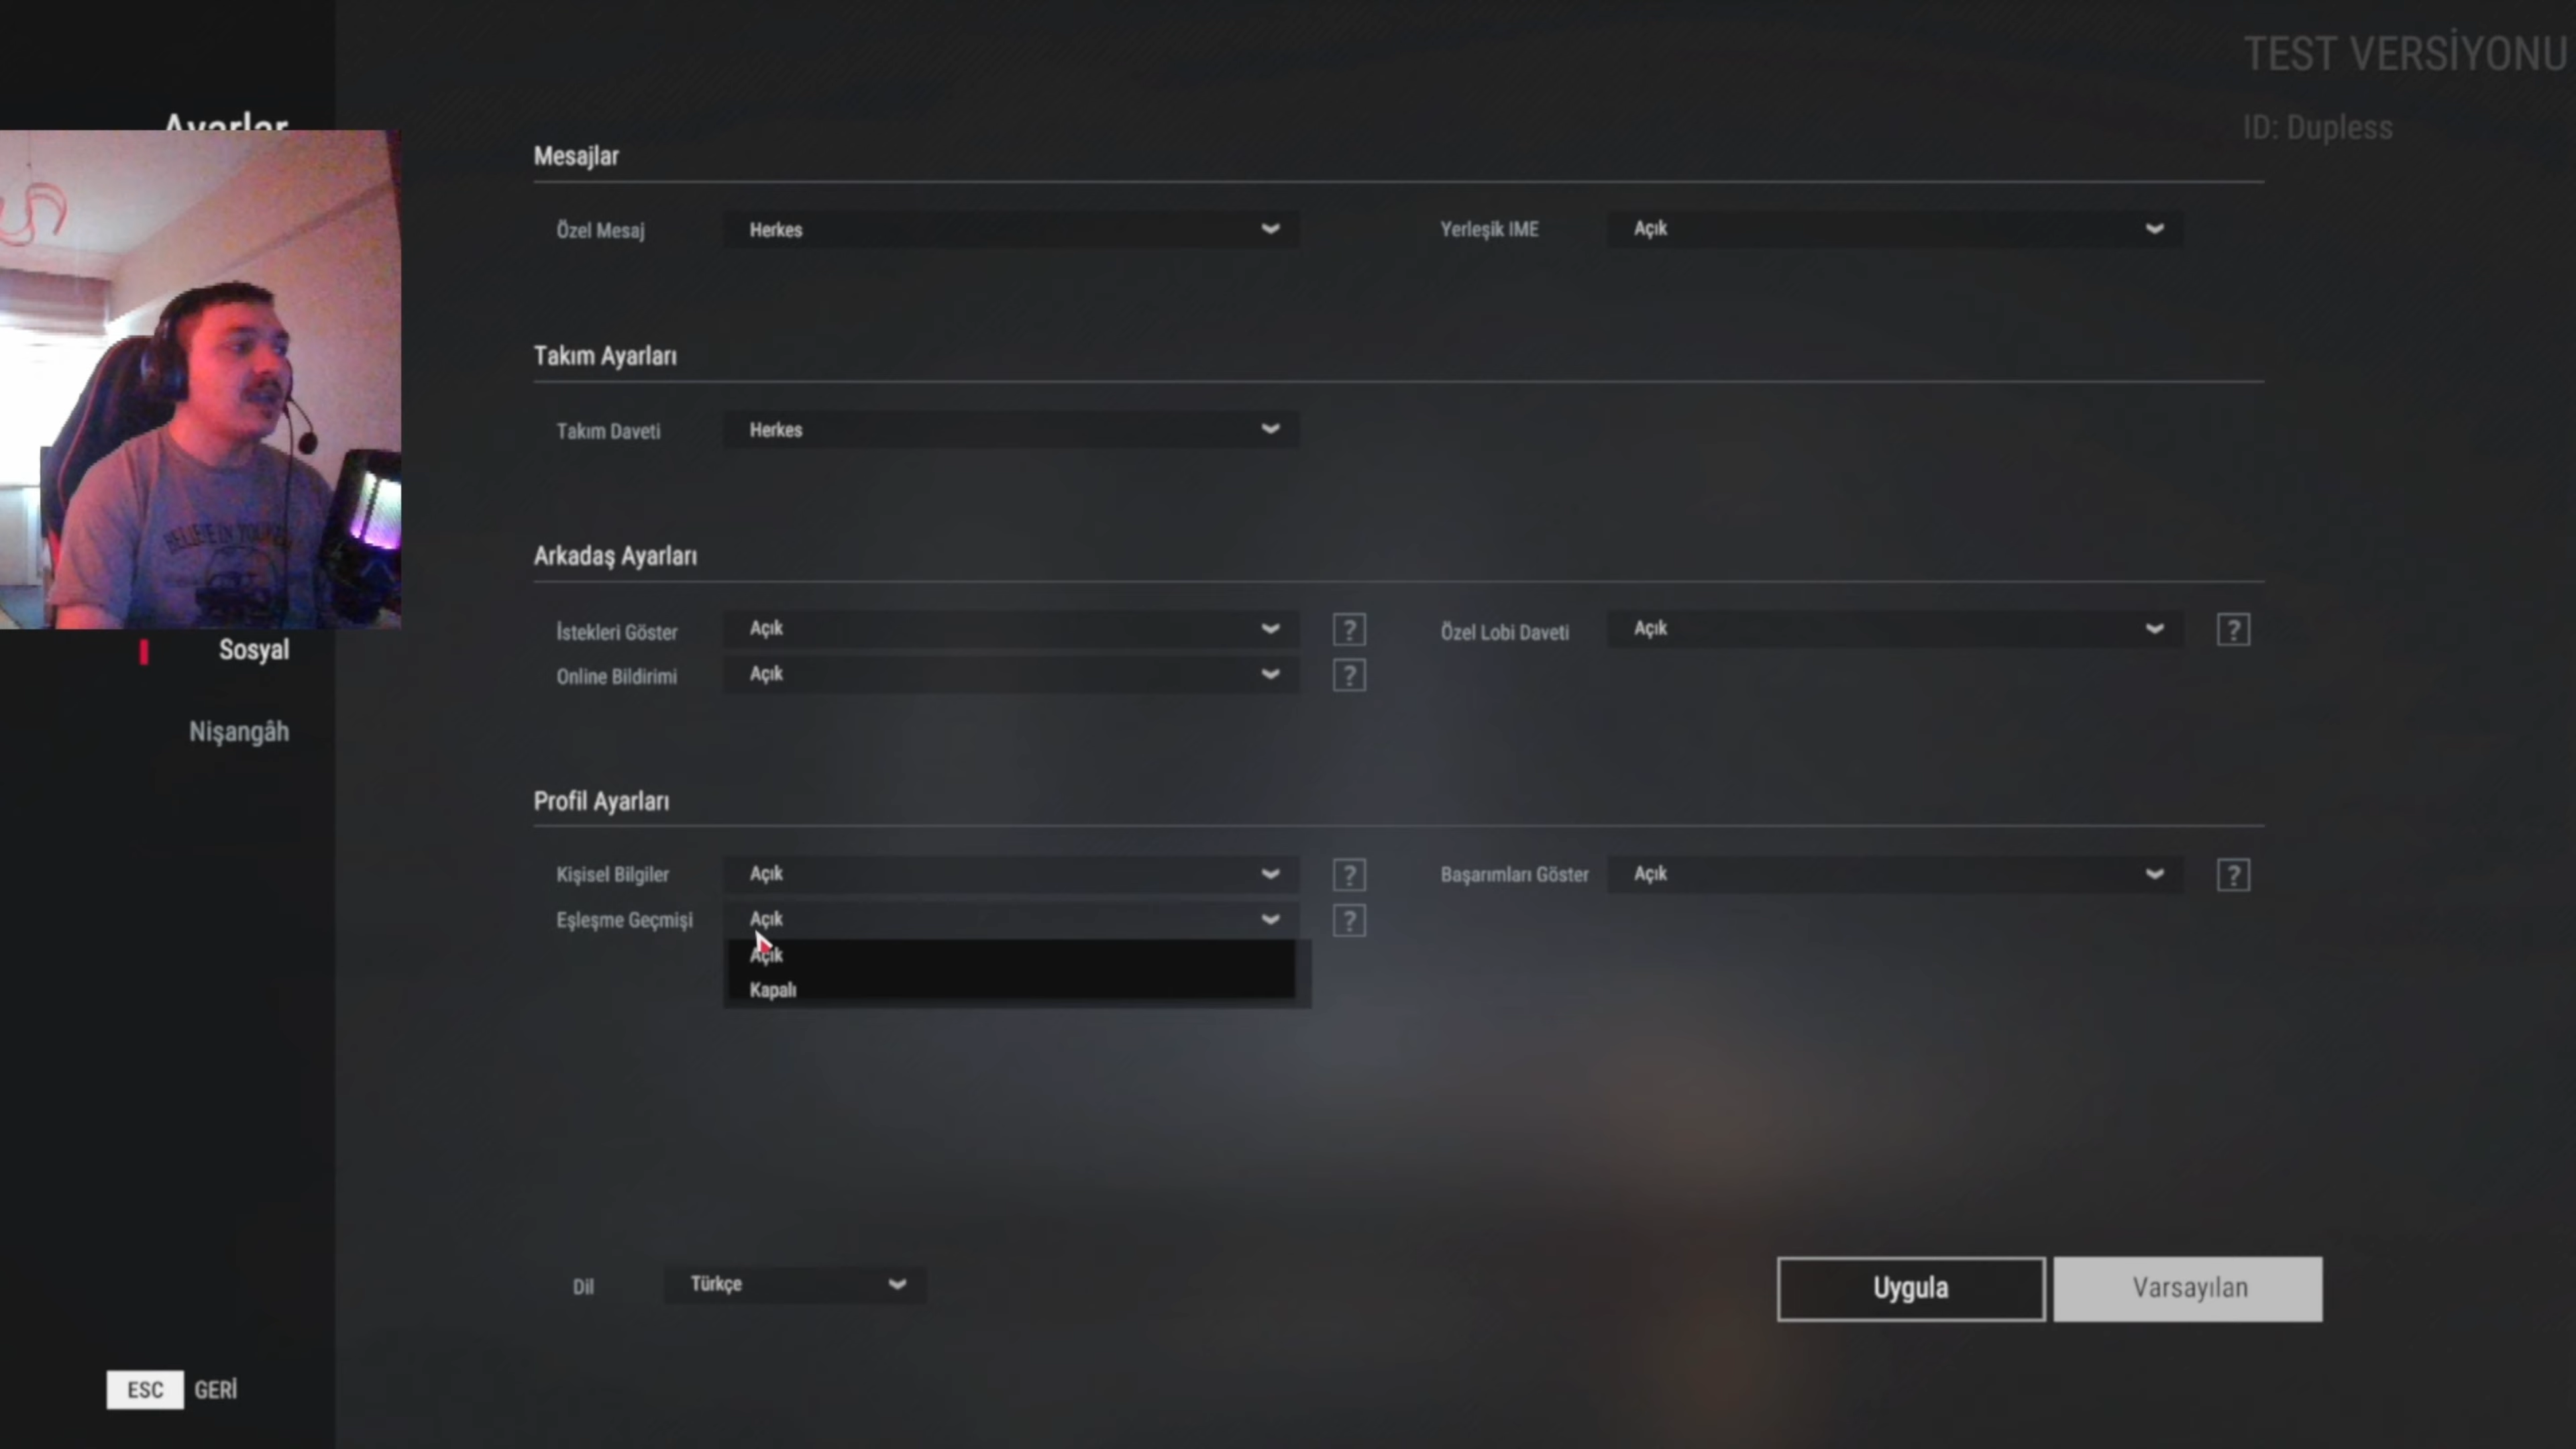 TEST VERSİYONU
ID: Dupless
Ayarlar
Mesajlar
Özel Mesaj Herkes Yerleşik IME Açık
Takım Ayarları
Takım Daveti Herkes
Arkadaş Ayarları
İstekleri Göster Açık ? Özel Lobi Daveti Açık ?
Online Bildirimi Açık ?
Sosyal
Nişangâh
Profil Ayarları
Kişisel Bilgiler Açık ? Başarımları Göster Açık ?
Eşleşme Geçmişi Açık ?
Açık
Kapalı
Dil Türkçe
Uygula Varsayılan
ESC GERİ